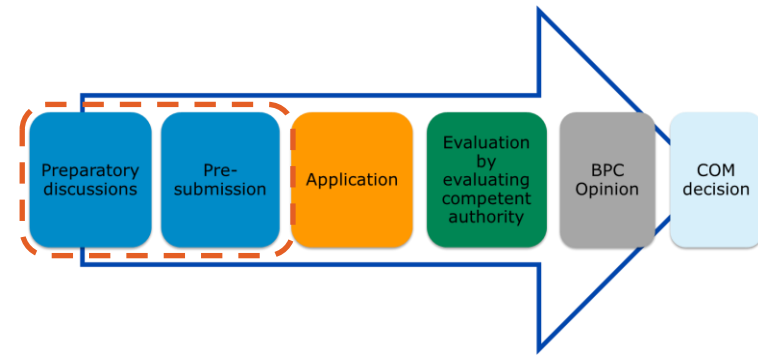 Preparatory
discussions
Pre-
submission
Application
Evaluation
by
evaluating
competent
authority
BPC
Opinion
COM
decision